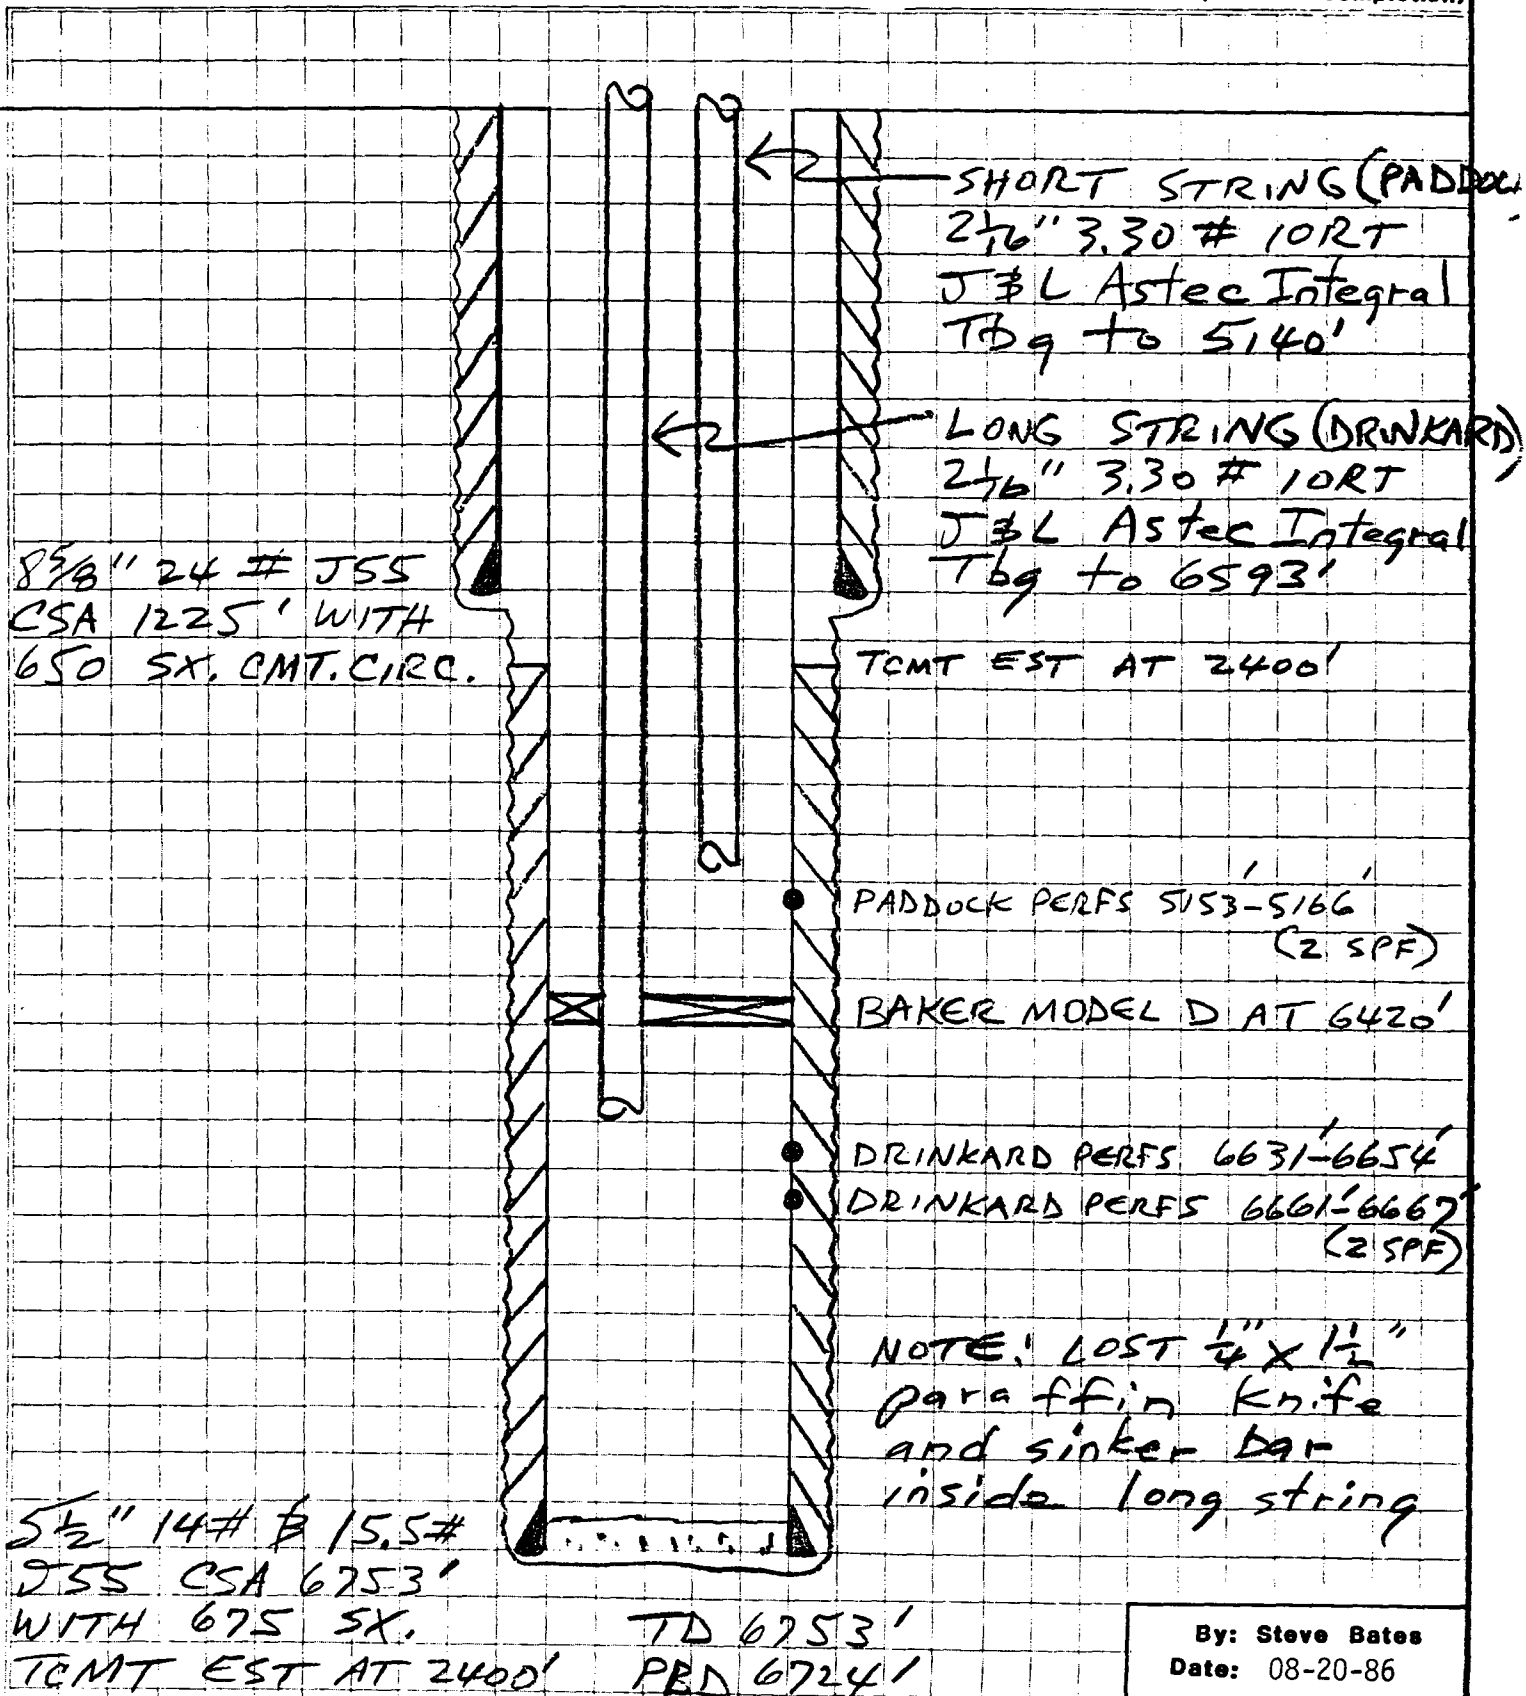 SHORT STRING (PADDOCK
2 1/16" 3.30 # 10RT
J & L Astec Integral
Tbg to 5140'
LONG STRING (DRINKARD)
2 1/16" 3.30 # 10RT
J & L Astec Integral
Tbg to 6593'
8 5/8" 24 # J55
CSA 1225' WITH
650 SX. CMT. CIRC.
TCMT EST AT 2400'
PADDOCK PERFS 5153'-5166'
(2 SPF)
BAKER MODEL D AT 6420'
DRINKARD PERFS 6631'-6654'
DRINKARD PERFS 6661'-6667'
(2 SPF)
NOTE: LOST 1/4" X 1 1/2"
paraffin knife
and sinker bar
inside long string
5 1/2" 14# & 15.5#
J55 CSA 6753'
WITH 675 SX.
TCMT EST AT 2400'
TD 6753'
PBD 6724'
By: Steve Bates
Date: 08-20-86